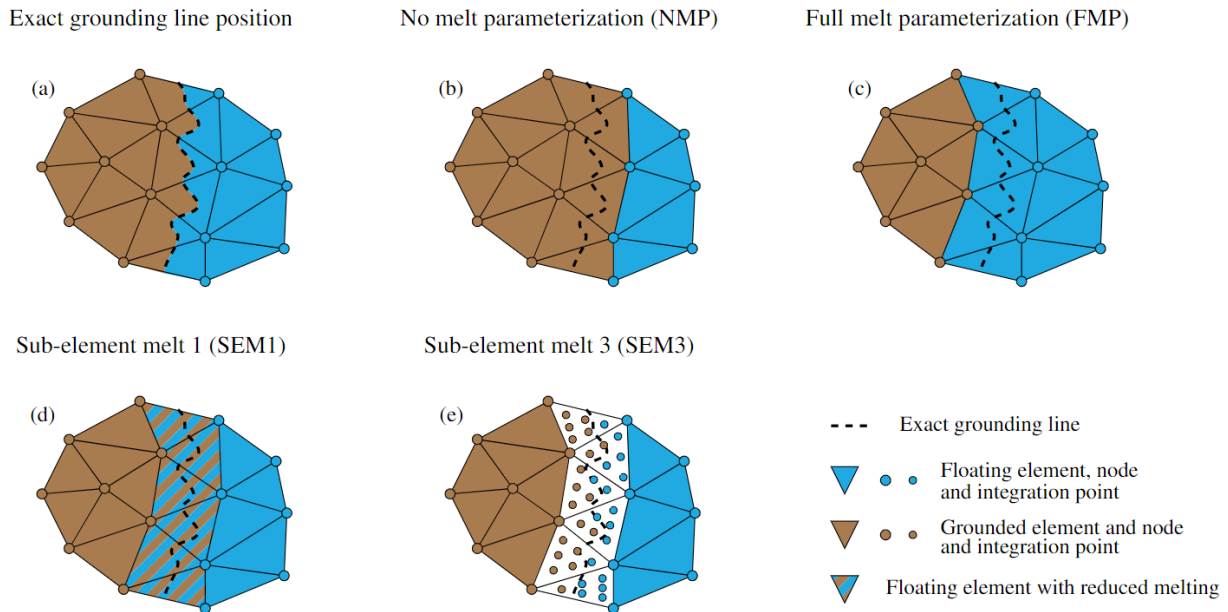 Exact grounding line position
No melt parameterization (NMP)
Full melt parameterization (FMP)
(a)
(b)
(c)
Sub-element melt 1 (SEM1)
Sub-element melt 3 (SEM3)
(d)
(e)
Exact grounding line
Floating element, node
and integration point
Grounded element and node
and integration point
Floating element with reduced melting